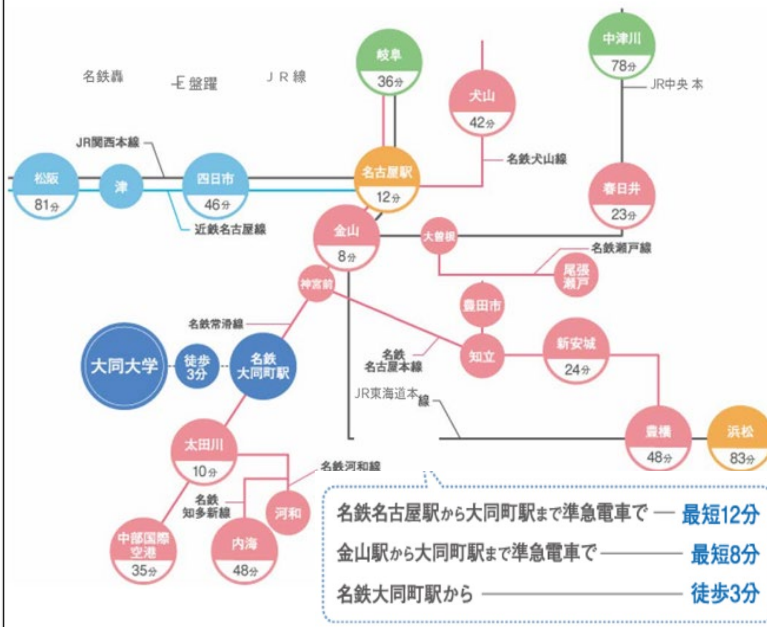 中津川
78分
岐阜
36分
犬山
42分
名鉄轟
E盤躍
JR線
JR中央 本
JR関西本線
名鉄犬山線
松阪
81分
津
四日市
46分
名古屋駅
12分
春日井
23分
近鉄名古屋線
金山
8分
大曽根
名鉄瀬戸線
神宮前
尾張
瀬戸
豊田市
名鉄常滑線
大同大学
徒歩
3分
名鉄
大同町駅
名鉄
名古屋本線
知立
新安城
24分
JR東海道本
線
太田川
10分
豊橋
48分
浜松
83分
名鉄河和線
名鉄
知多新線
河和
中部国際
空港
35分
内海
48分
名鉄名古屋駅から大同町駅まで準急電車で 最短12分
金山駅から大同町駅まで準急電車で 最短8分
名鉄大同町駅から 徒歩3分